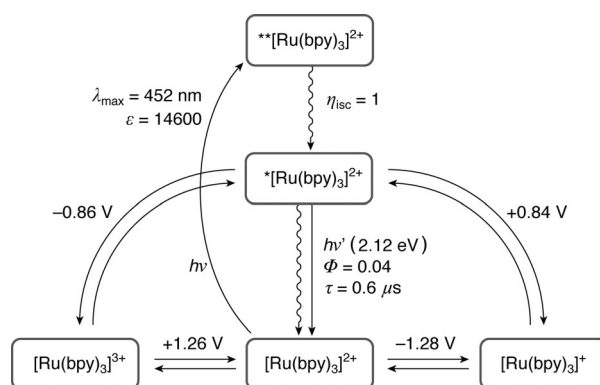 **[Ru(bpy)₃]²⁺
λmax = 452 nm
ε = 14600
ηisc = 1
*[Ru(bpy)₃]²⁺
−0.86 V
+0.84 V
hν
hν' (2.12 eV)
Φ = 0.04
τ = 0.6 μs
[Ru(bpy)₃]³⁺
+1.26 V
[Ru(bpy)₃]²⁺
−1.28 V
[Ru(bpy)₃]⁺